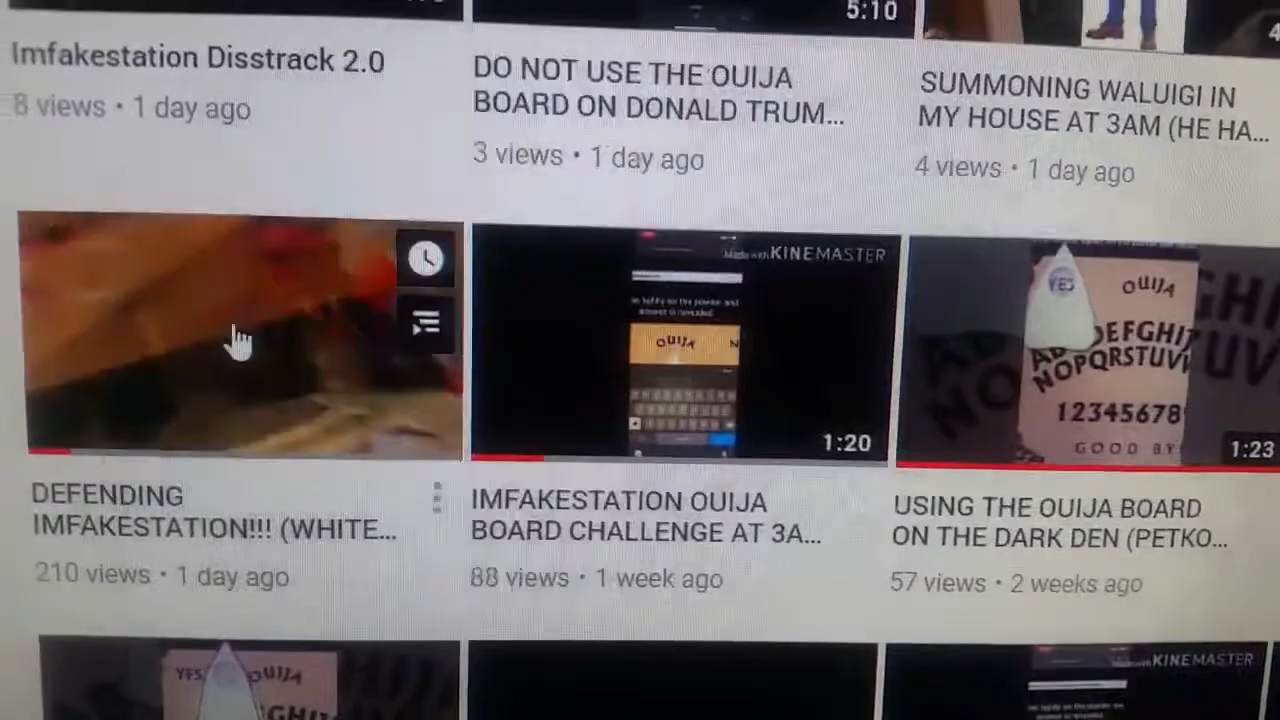 5:10
Imfakestation Disstrack 2.0
8 views • 1 day ago
DO NOT USE THE OUIJA
BOARD ON DONALD TRUM...
3 views • 1 day ago
SUMMONING WALUIGI IN
MY HOUSE AT 3AM (HE HA...
4 views • 1 day ago
Made with KINEMASTER
OUIJA N
1:20
YES
OUIJA
DEFGHI
NOPQRSTUV
12345678
GOOD BY
1:23
DEFENDING
IMFAKESTATION!!! (WHITE...
210 views • 1 day ago
IMFAKESTATION OUIJA
BOARD CHALLENGE AT 3A...
88 views • 1 week ago
USING THE OUIJA BOARD
ON THE DARK DEN (PETKO...
57 views • 2 weeks ago
YES OUIJA
GHI
KINEMASTER